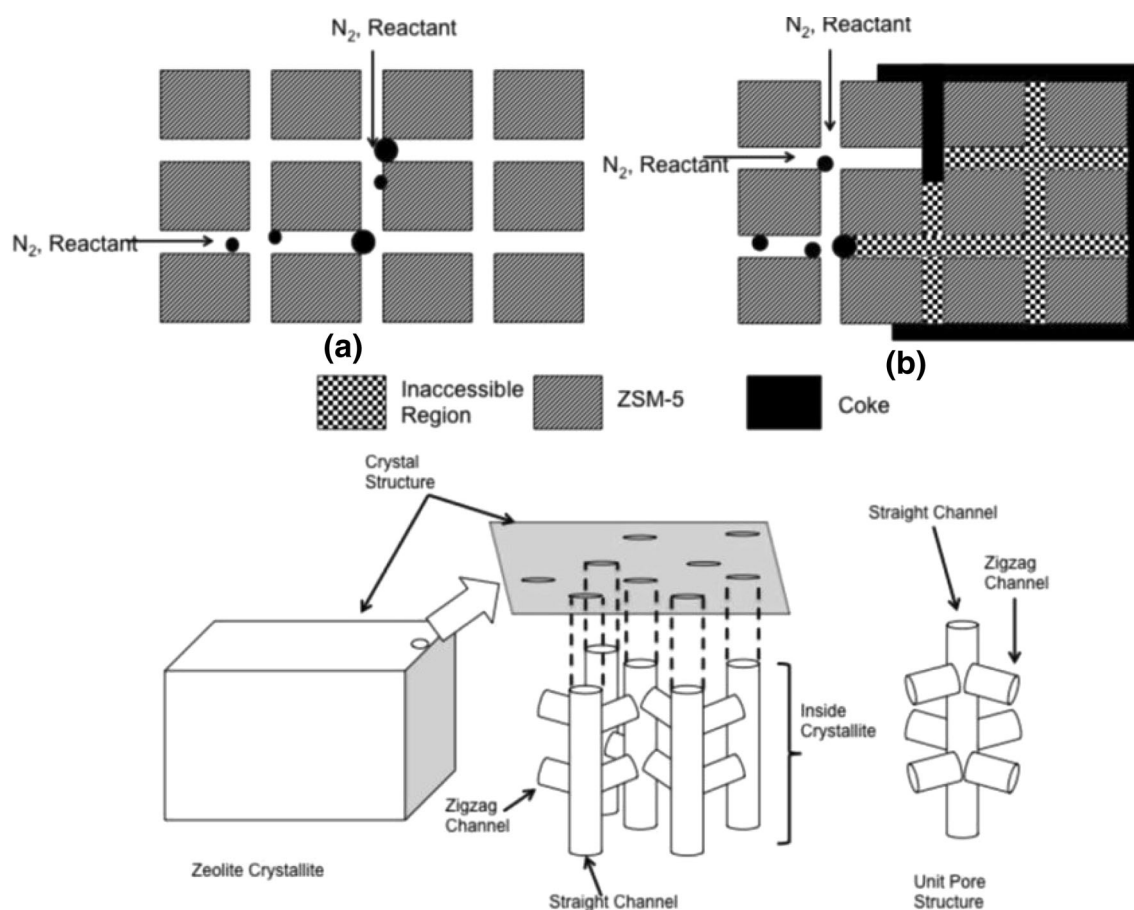 N2, Reactant
N2, Reactant
N2, Reactant
N2, Reactant
(a)
(b)
Inaccessible
Region
ZSM-5
Coke
Crystal
Structure
Straight Channel
Zigzag
Channel
Inside
Crystallite
Zigzag
Channel
Zeolite Crystallite
Straight Channel
Unit Pore
Structure